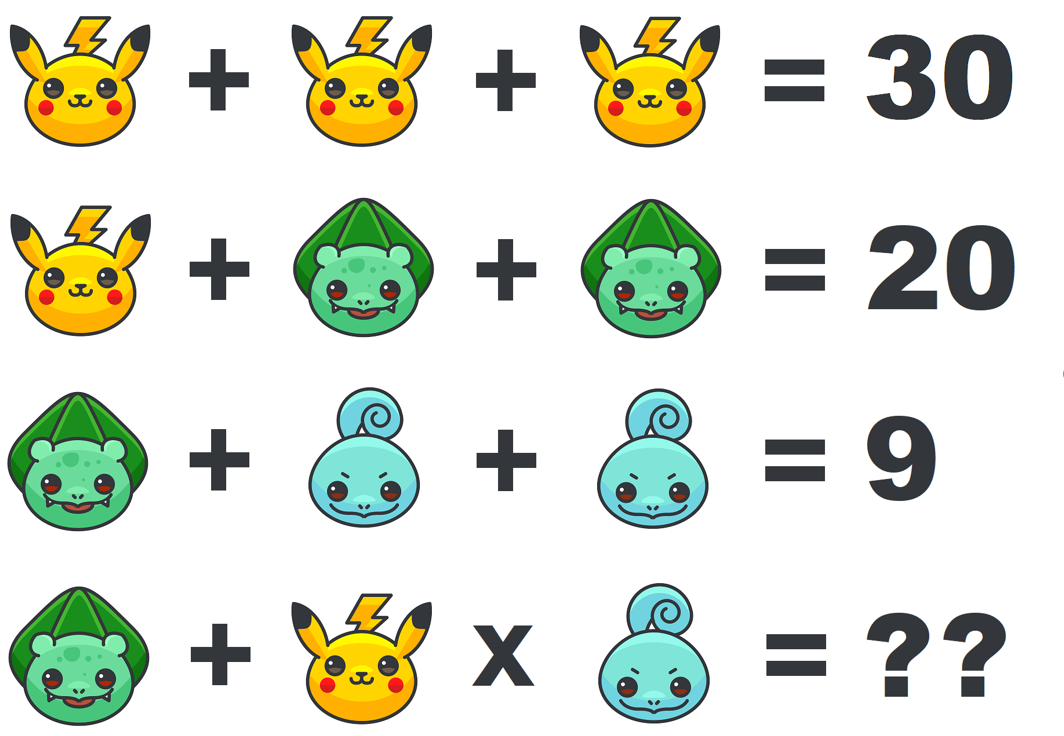 + + = 30
+ + = 20
+ + = 9
+ x = ??